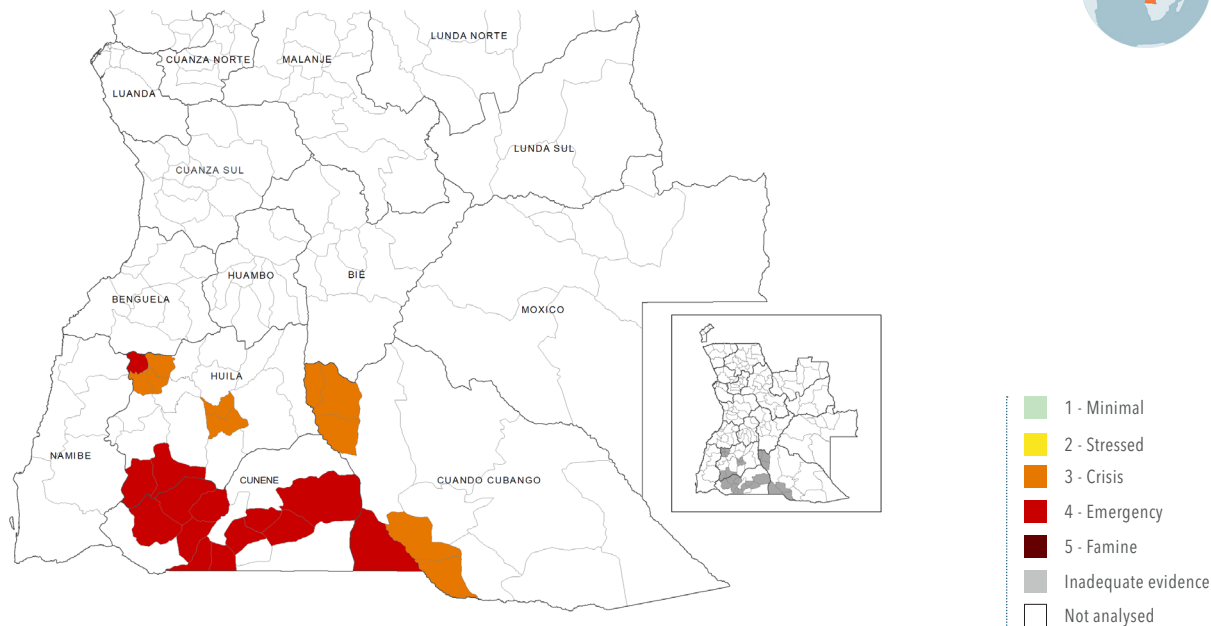 LUNDA NORTE
CUANZA NORTE
MALANJE
LUANDA
LUNDA SUL
CUANZA SUL
HUAMBO
BIÉ
BENGUELA
MOXICO
HUILA
NAMIBE
CUNENE
CUANDO CUBANGO
1 - Minimal
2 - Stressed
3 - Crisis
4 - Emergency
5 - Famine
Inadequate evidence
Not analysed